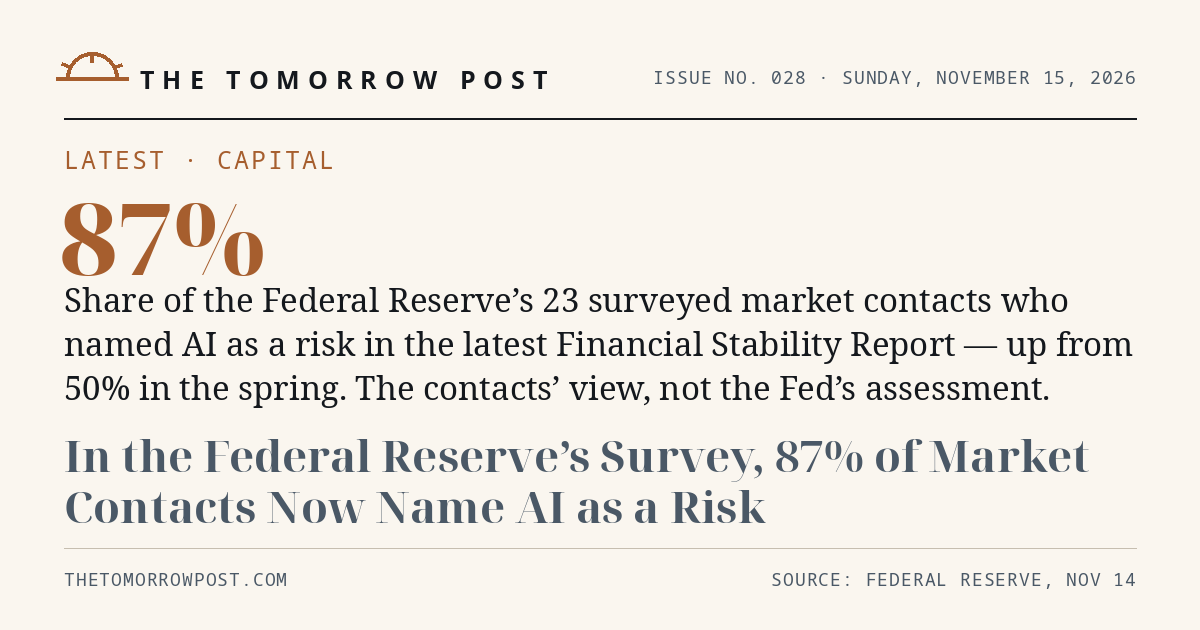 THE TOMORROW POST
ISSUE NO. 028 · SUNDAY, NOVEMBER 15, 2026
LATEST · CAPITAL
87%
Share of the Federal Reserve’s 23 surveyed market contacts who
named AI as a risk in the latest Financial Stability Report — up from
50% in the spring. The contacts’ view, not the Fed’s assessment.
In the Federal Reserve’s Survey, 87% of Market
Contacts Now Name AI as a Risk
THETOMORROWPOST.COM
SOURCE: FEDERAL RESERVE, NOV 14